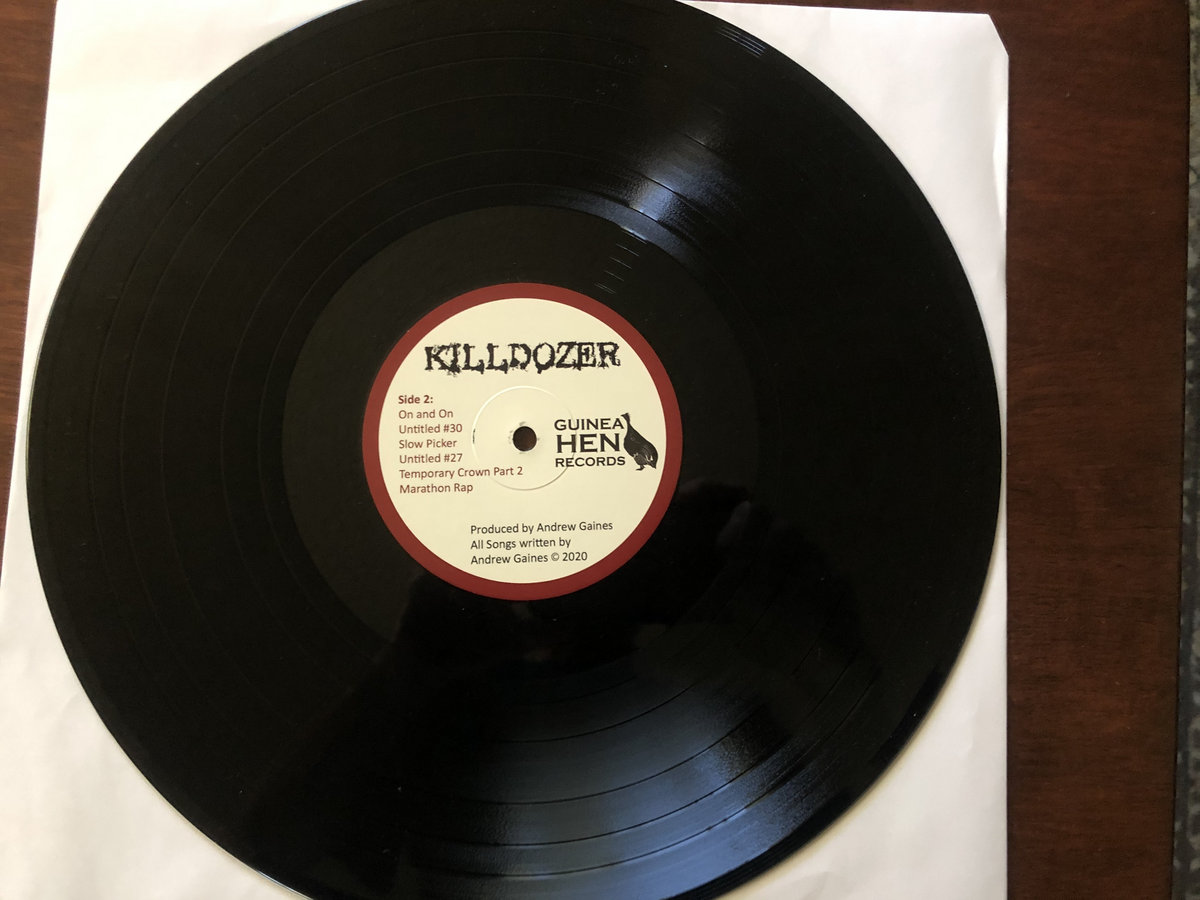 KILLDOZER
Side 2:
On and On
Untitled #30
Slow Picker
Untitled #27
Temporary Crown Part 2
Marathon Rap
GUINEA
HEN
RECORDS
Produced by Andrew Gaines
All Songs written by
Andrew Gaines © 2020